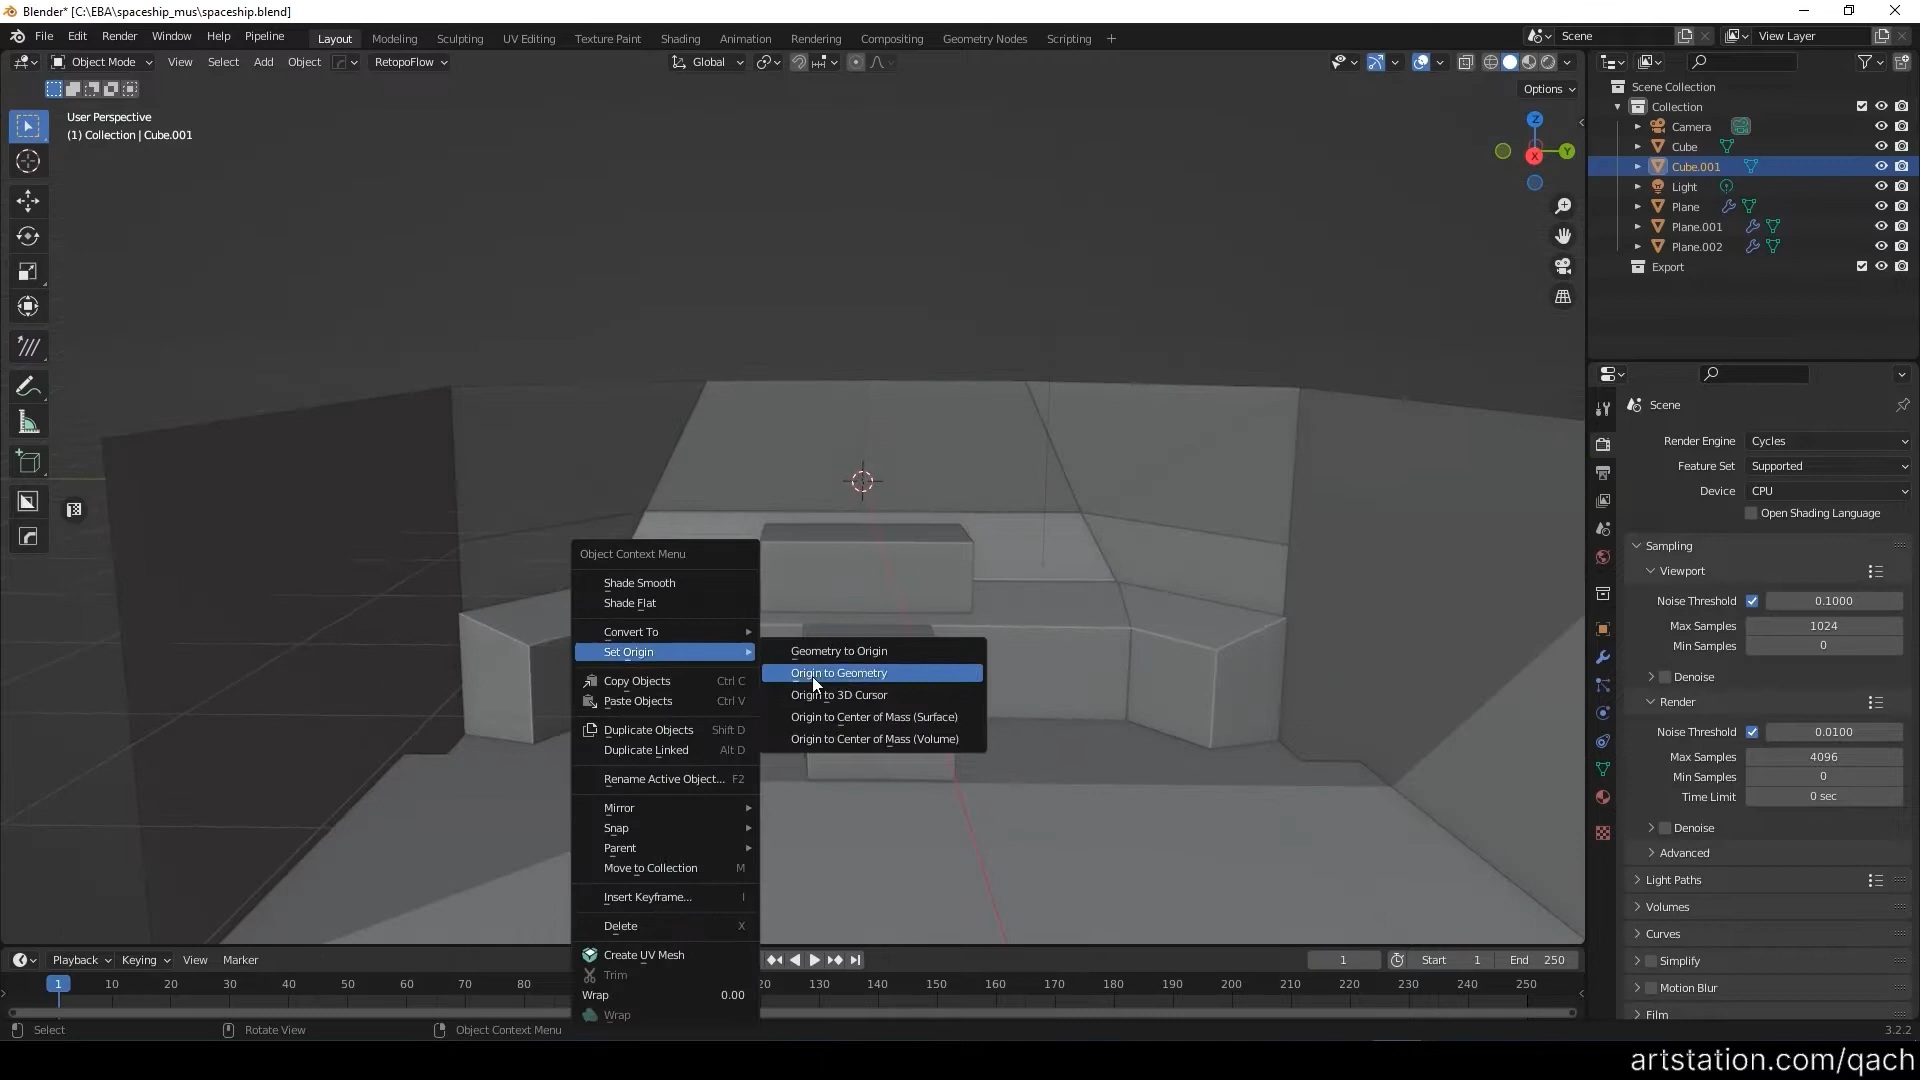 Blender* [C:\EBA\spaceship_mus\spaceship.blend]
File Edit Render Window Help Pipeline Layout Modeling Sculpting UV Editing Texture Paint Shading Animation Rendering Compositing Geometry Nodes Scripting + Scene View Layer
Object Mode View Select Add Object RetopoFlow Global
Options
User Perspective
(1) Collection | Cube.001
Z
Y
X
Scene Collection
Collection
Camera
Cube
Cube.001
Light
Plane
Plane.001
Plane.002
Export
Scene
Render Engine Cycles
Feature Set Supported
Device CPU
Open Shading Language
Sampling
Viewport
Noise Threshold 0.1000
Max Samples 1024
Min Samples 0
Denoise
Render
Noise Threshold 0.0100
Max Samples 4096
Min Samples 0
Time Limit 0 sec
Denoise
Advanced
Light Paths
Volumes
Curves
Simplify
Motion Blur
Film
Object Context Menu
Shade Smooth
Shade Flat
Convert To
Set Origin
Copy Objects Ctrl C
Paste Objects Ctrl V
Duplicate Objects Shift D
Duplicate Linked Alt D
Rename Active Object... F2
Mirror
Snap
Parent
Move to Collection M
Insert Keyframe... I
Delete X
Create UV Mesh
Trim
Wrap 0.00
Wrap
Geometry to Origin
Origin to Geometry
Origin to 3D Cursor
Origin to Center of Mass (Surface)
Origin to Center of Mass (Volume)
Playback Keying View Marker 1 Start 1 End 250
1 10 20 30 40 50 60 70 80 20 130 140 150 160 170 180 190 200 210 220 230 240 250
Select Rotate View Object Context Menu 3.2.2
artstation.com/qach